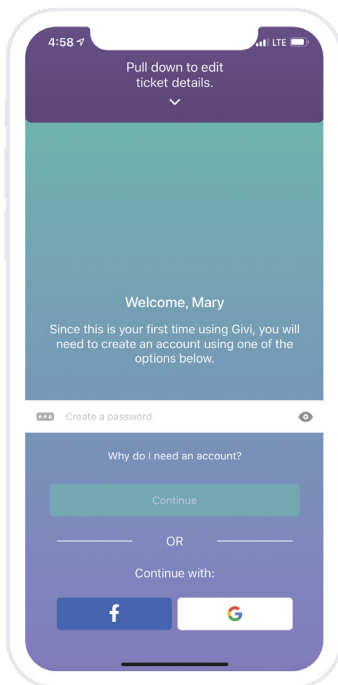 4:58
LTE
Pull down to edit
ticket details.
Welcome, Mary
Since this is your first time using Givi, you will
need to create an account using one of the
options below.
Create a password.
Why do I need an account?
Continue
OR
Continue with:
f
G